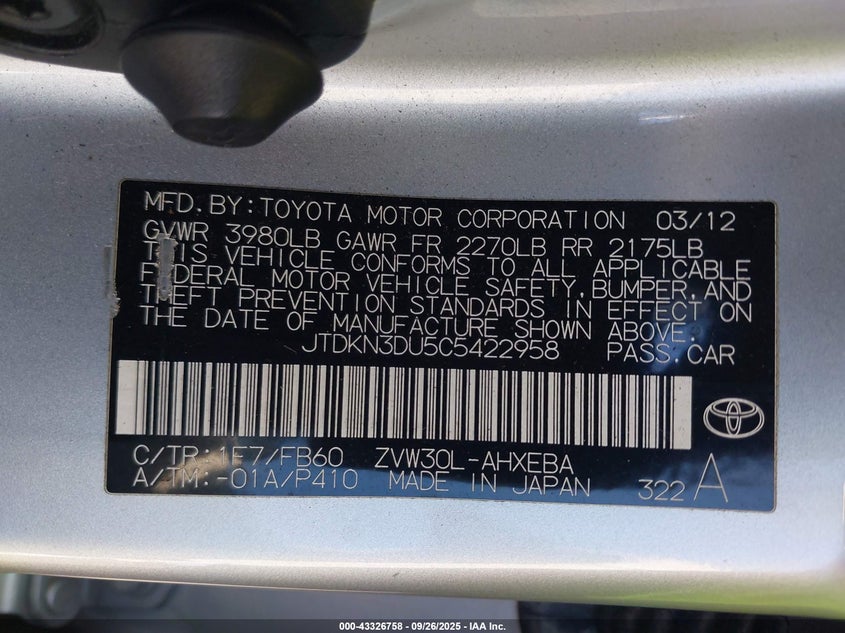 MFD.BY:TOYOTA MOTOR CORPORATION 03/12
GVWR 3980LB GAWR FR 2270LB RR 2175LB
THIS VEHICLE CONFORMS TO ALL APPLICABLE
FEDERAL MOTOR VEHICLE SAFETY,BUMPER,AND
THEFT PREVENTION STANDARDS IN EFFECT ON
THE DATE OF MANUFACTURE SHOWN ABOVE.
JTDKN3DU5C5422958 PASS.CAR
C/TR:1F7/FB60 ZVW30L-AHXEBA
A/TM:-01A/P410 MADE IN JAPAN 322 A
000-43326758 - 09/26/2025 - IAA Inc.